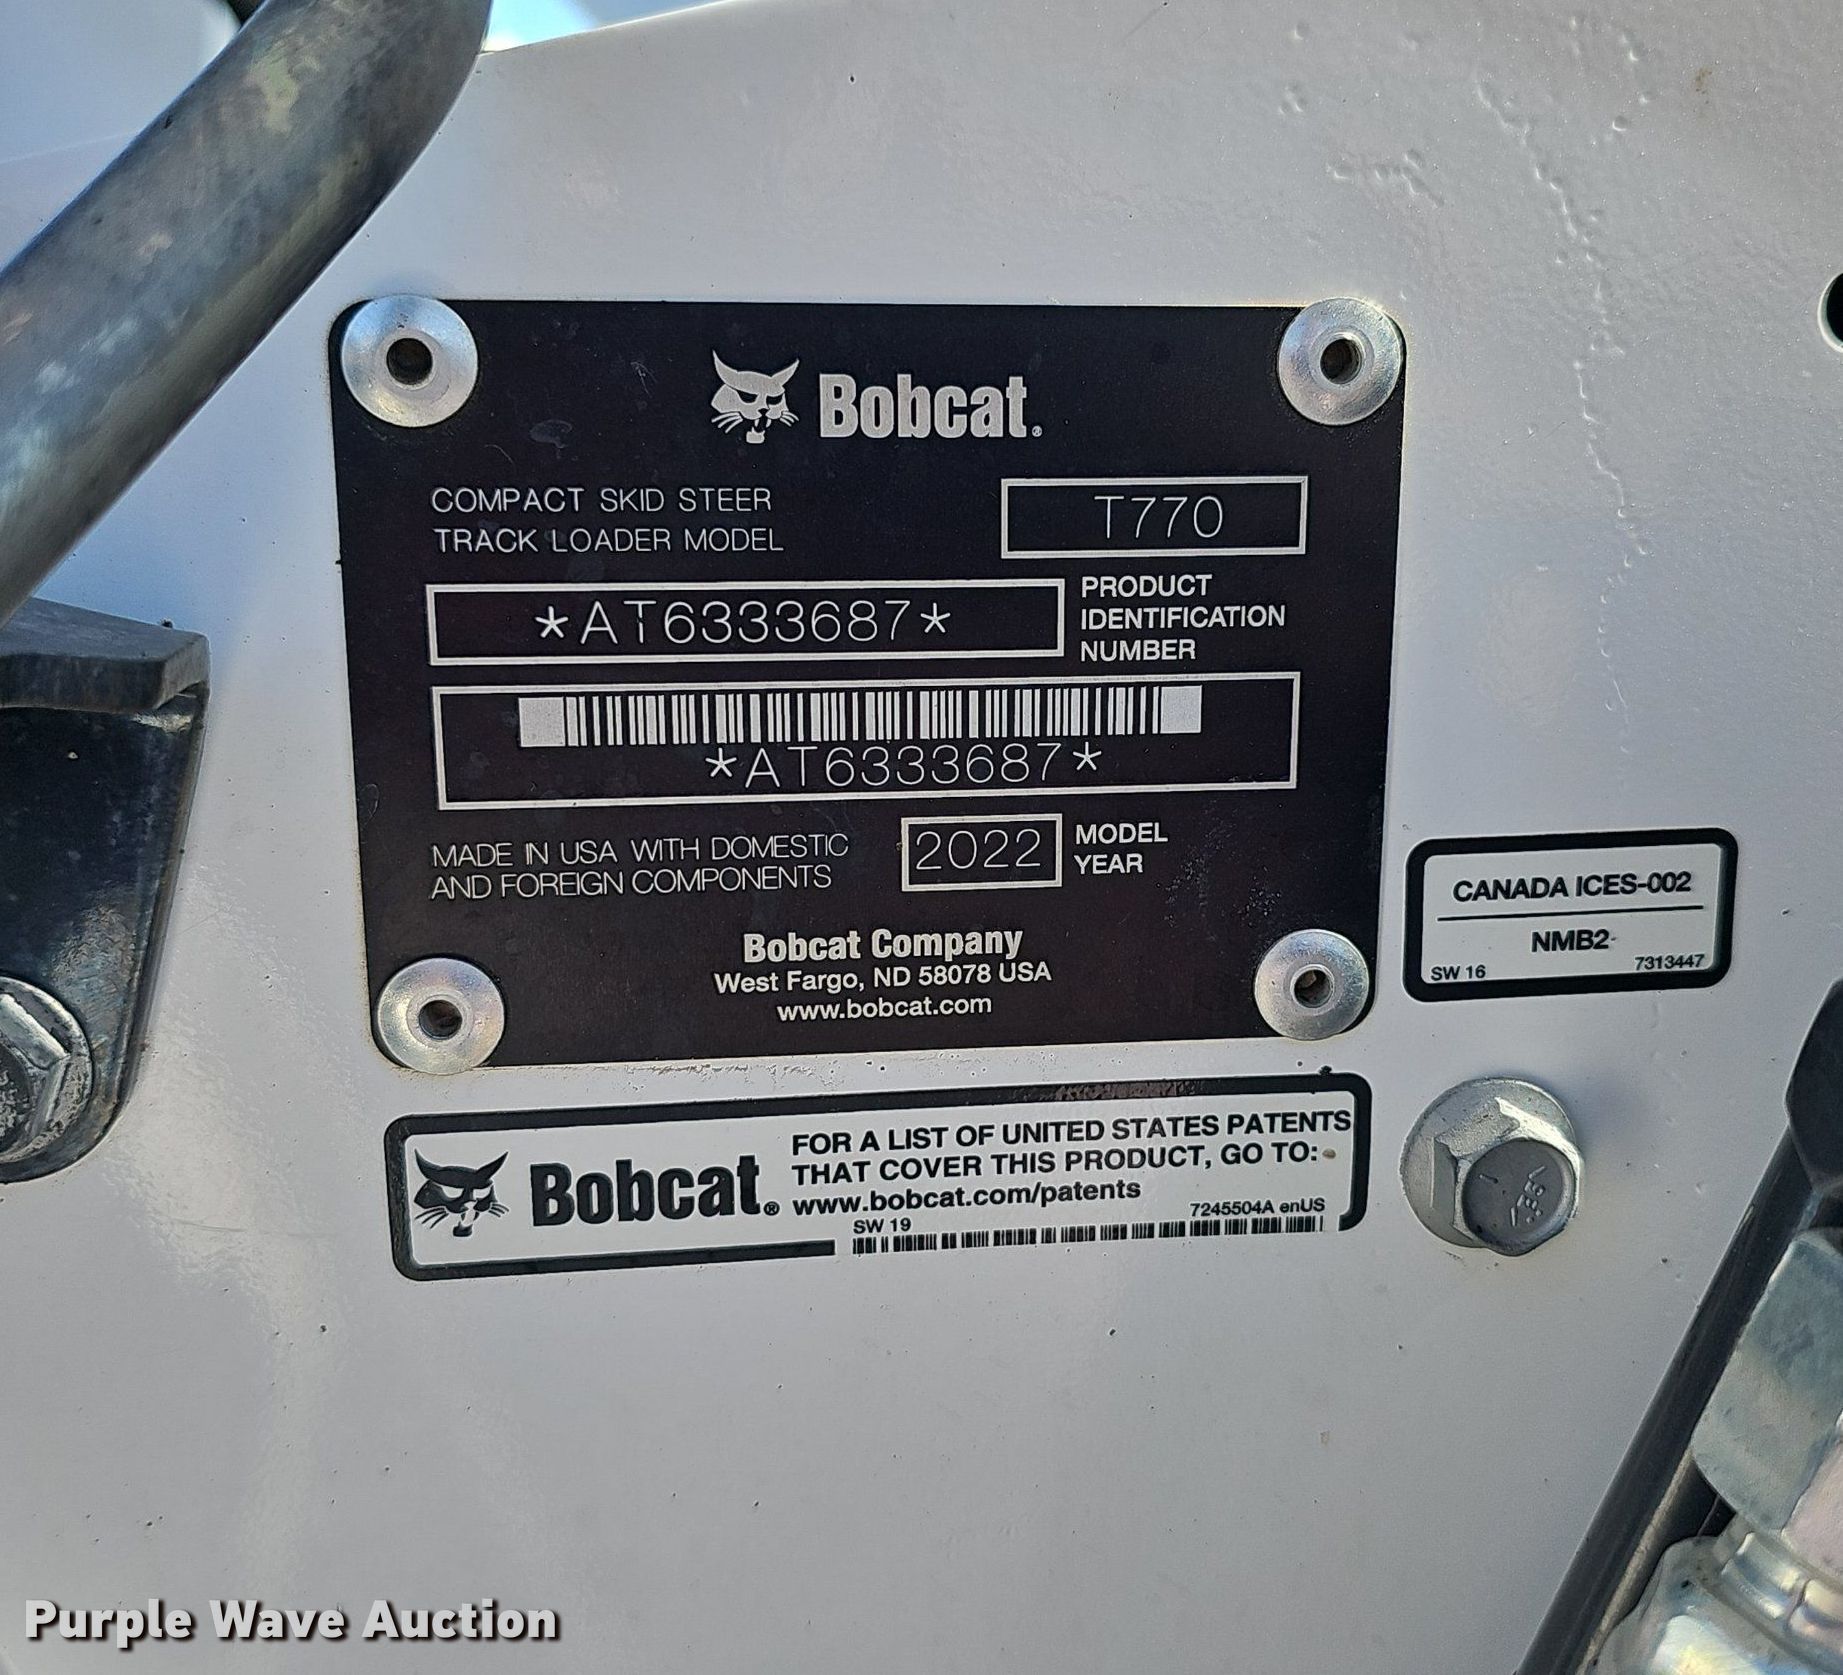 Bobcat®
COMPACT SKID STEER
TRACK LOADER MODEL
T770
*AT6333687*
PRODUCT
IDENTIFICATION
NUMBER
*AT6333687*
MADE IN USA WITH DOMESTIC
AND FOREIGN COMPONENTS
2022
MODEL
YEAR
Bobcat Company
West Fargo, ND 58078 USA
www.bobcat.com
CANADA ICES-002
NMB2
SW 16
7313447
Bobcat®
FOR A LIST OF UNITED STATES PATENTS
THAT COVER THIS PRODUCT, GO TO:
www.bobcat.com/patents
SW 19
7245504A enUS
Purple Wave Auction